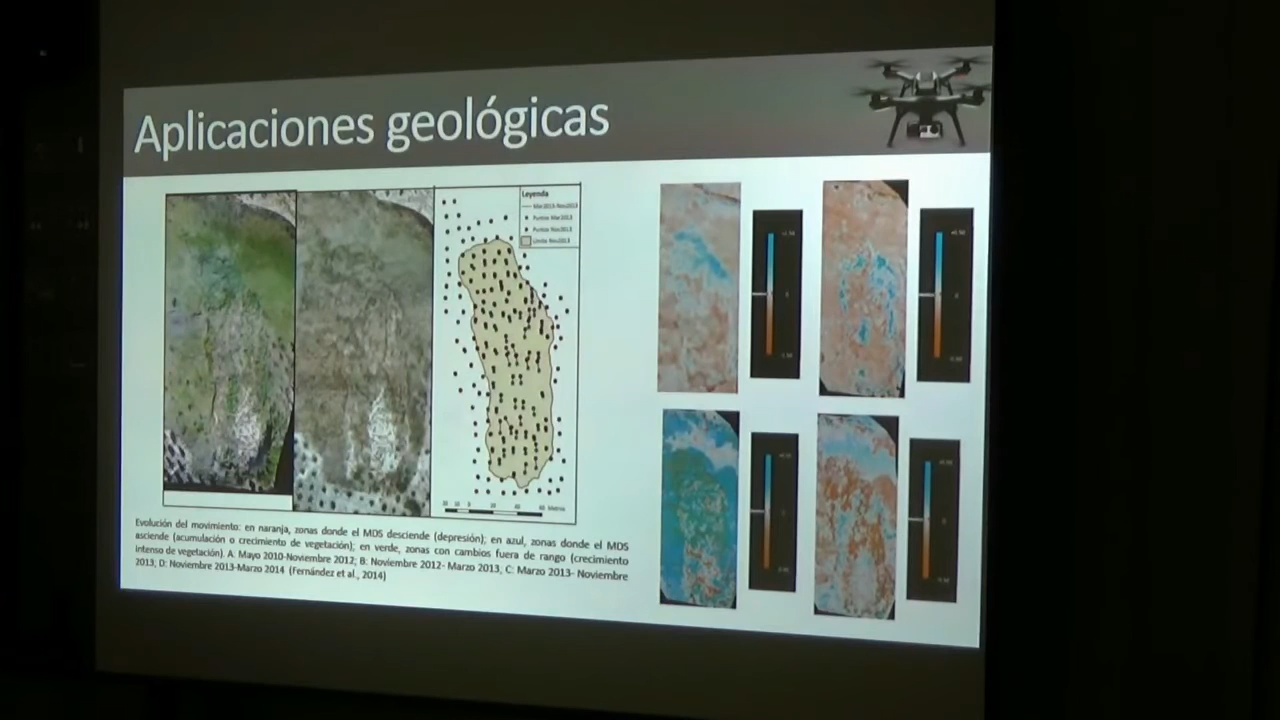 Aplicaciones geológicas
Leyenda
Mar2013-Nov2013
Puntos Mar2013
Puntos Nov2013
Límite Nov2013
Metros
Evolución del movimiento: en naranja, zonas donde el MDS desciende (depresión); en azul, zonas donde el MDS
asciende (acumulación o crecimiento de vegetación); en verde, zonas con cambios fuera de rango (crecimiento
intenso de vegetación). A: Mayo 2010-Noviembre 2012; B: Noviembre 2012- Marzo 2013, C: Marzo 2013- Noviembre
2013; D: Noviembre 2013-Marzo 2014 (Fernández et al., 2014)